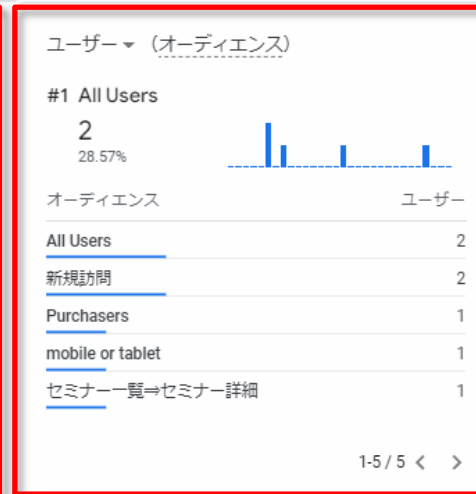 ユーザー （オーディエンス）
#1 All Users
2
28.57%
オーディエンス ユーザー
All Users 2
新規訪問 2
Purchasers 1
mobile or tablet 1
セミナー一覧⇒セミナー詳細 1
1-5 / 5